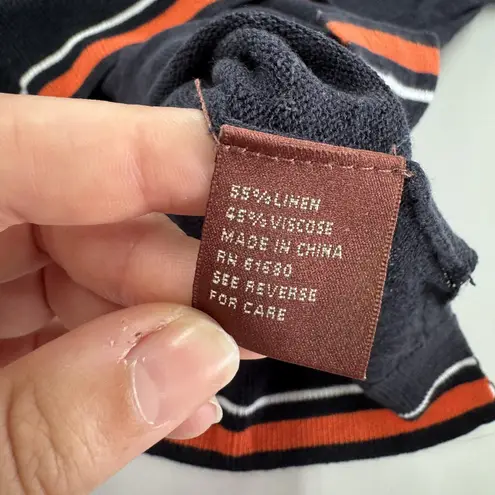 55% LINEN
45% VISCOSE
MADE IN CHINA
RN 61680
SEE REVERSE
FOR CARE